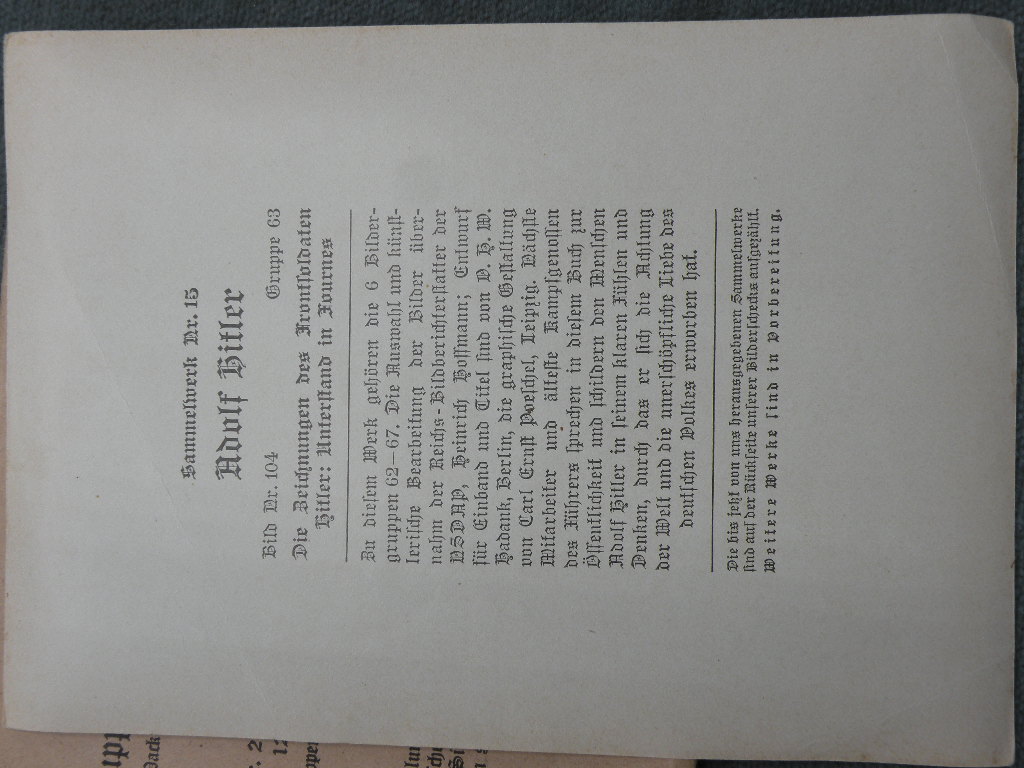 Sammelwerk Nr. 15
Adolf Hitler
Bild Nr. 104 Gruppe 63
Die Zeichnungen des Frontsoldaten
Hitler: Unterstand in Fournes
Zu diesem Werk gehören die 6 Bilder-
gruppen 62–67. Die Auswahl und künst-
lerische Bearbeitung der Bilder über-
nahm der Reichs-Bildberichterstatter der
NSDAP, Heinrich Hoffmann; Entwurf
für Einband und Titel sind von O. H. W.
Hadank, Berlin, die graphische Gestaltung
von Carl Ernst Poeschel, Leipzig. Nächste
Mitarbeiter und älteste Kampfgenossen
des Führers sprechen in diesem Buch zur
Öffentlichkeit und schildern den Menschen
Adolf Hitler in seinem klaren Fühlen und
Denken, durch das er sich die Achtung
der Welt und die unerschöpfliche Liebe des
deutschen Volkes erworben hat.
Die bis jetzt von uns herausgegebenen Sammelwerke
sind auf der Rückseite unserer Bilderschecks aufgezählt.
Weitere Werke sind in Vorbereitung.